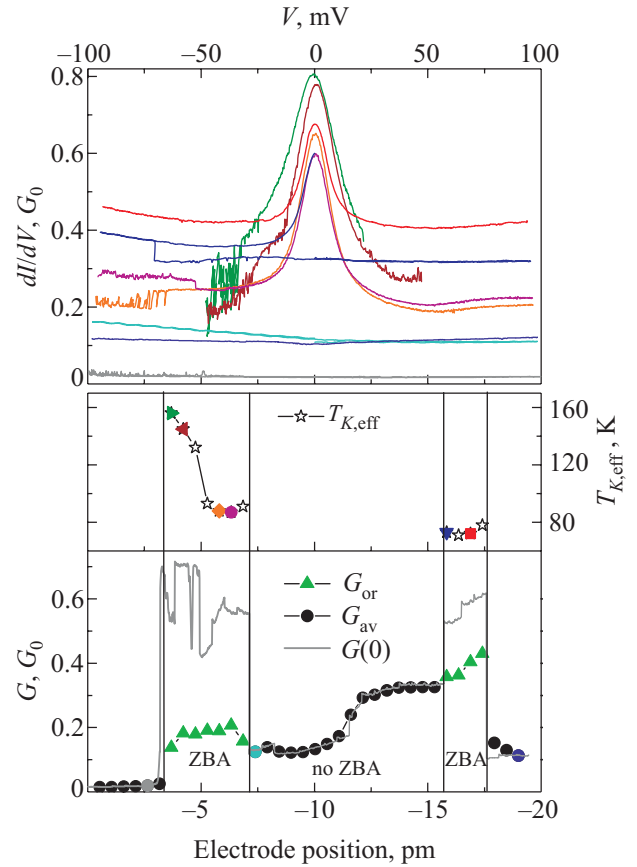 V, mV
−100 −50 0 50 100
0.8
0.6
0.4
0.2
0
dI/dV, G₀
T_K,eff
160
120
80
T_K,eff , K
0.6
0.4
0.2
0
G, G₀
G_or
G_av
G(0)
ZBA no ZBA ZBA
−5 −10 −15 −20
Electrode position, pm